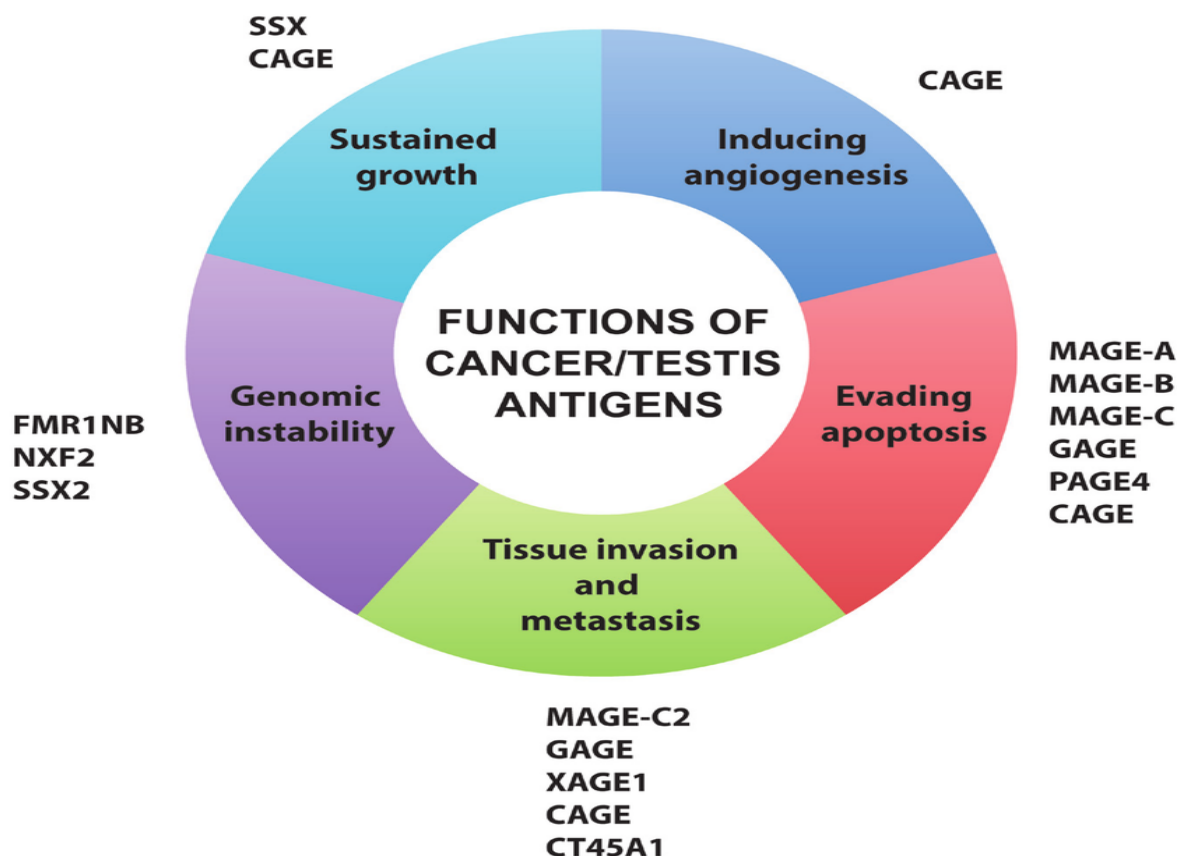 SSX
CAGE
CAGE
Sustained
growth
Inducing
angiogenesis
FUNCTIONS OF
CANCER/TESTIS
ANTIGENS
Genomic
instability
Evading
apoptosis
MAGE-A
MAGE-B
MAGE-C
GAGE
PAGE4
CAGE
FMR1NB
NXF2
SSX2
Tissue invasion
and
metastasis
MAGE-C2
GAGE
XAGE1
CAGE
CT45A1